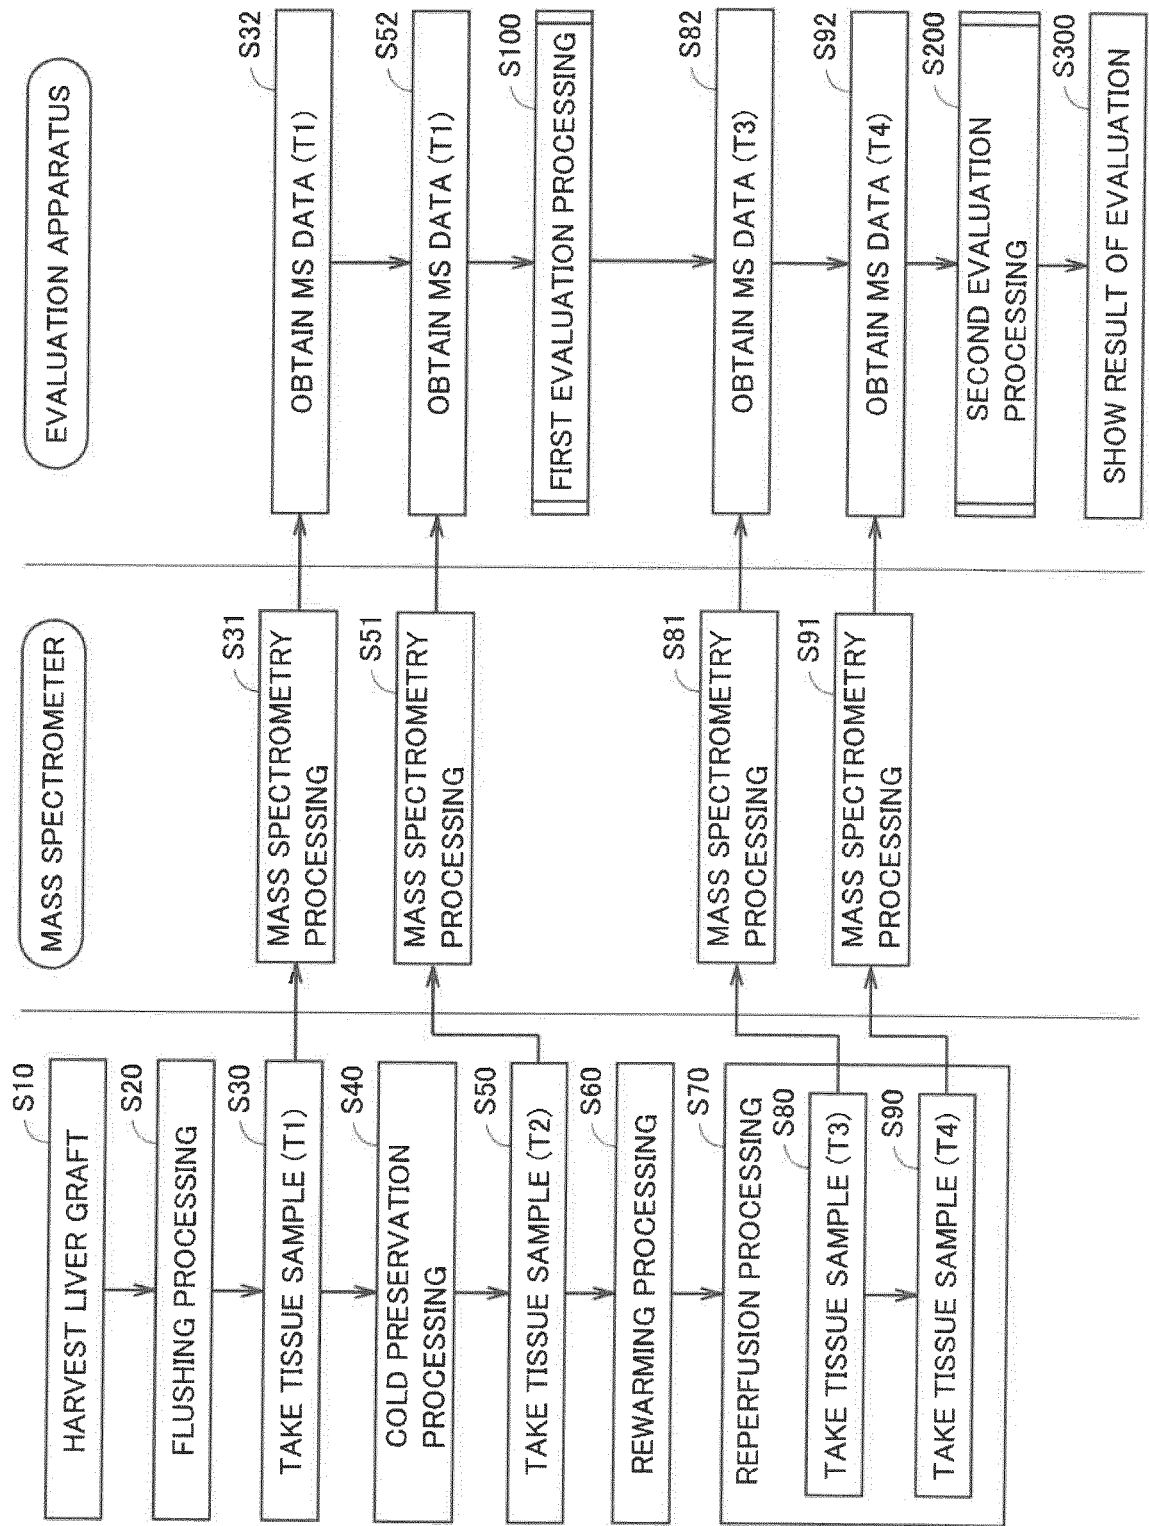 S10
HARVEST LIVER GRAFT
S20
FLUSHING PROCESSING
S30
TAKE TISSUE SAMPLE (T1)
S40
COLD PRESERVATION
PROCESSING
S50
TAKE TISSUE SAMPLE (T2)
S60
REWARMING PROCESSING
S70
REPERFUSION PROCESSING
S80
TAKE TISSUE SAMPLE (T3)
S90
TAKE TISSUE SAMPLE (T4)
MASS SPECTROMETER
S31
MASS SPECTROMETRY
PROCESSING
S51
MASS SPECTROMETRY
PROCESSING
S81
MASS SPECTROMETRY
PROCESSING
S91
MASS SPECTROMETRY
PROCESSING
EVALUATION APPARATUS
S32
OBTAIN MS DATA (T1)
S52
OBTAIN MS DATA (T1)
S100
FIRST EVALUATION PROCESSING
S82
OBTAIN MS DATA (T3)
S92
OBTAIN MS DATA (T4)
S200
SECOND EVALUATION
PROCESSING
S300
SHOW RESULT OF EVALUATION